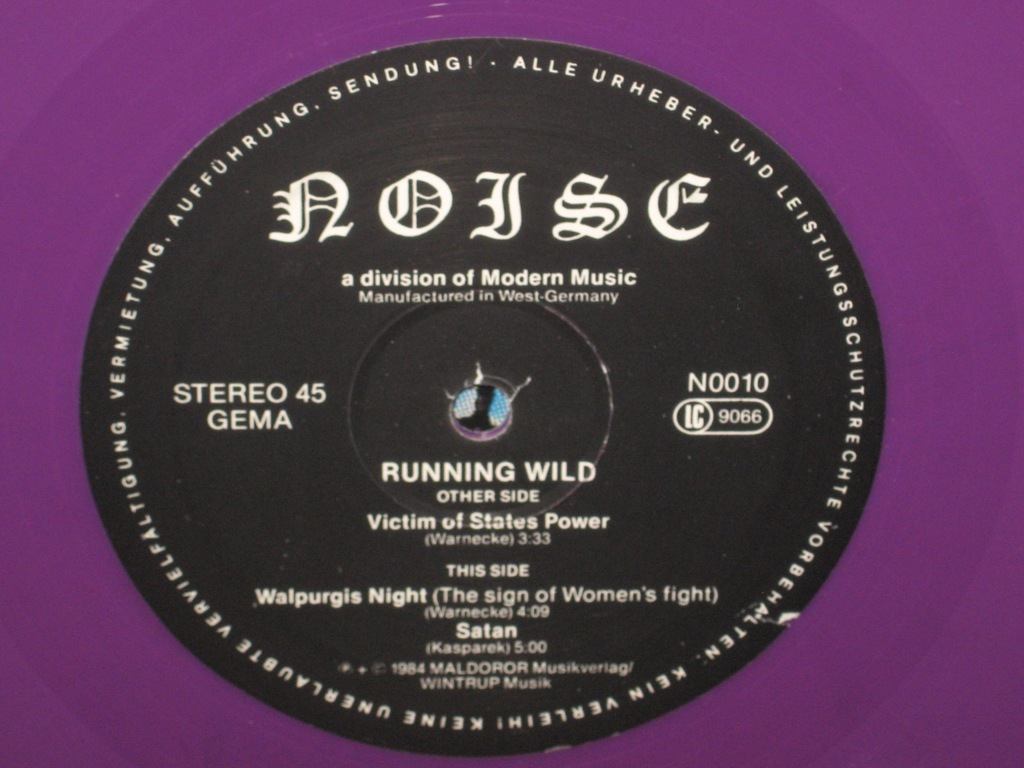 NOISE
a division of Modern Music
Manufactured in West-Germany
STEREO 45
GEMA
N0010
LC 9066
RUNNING WILD
OTHER SIDE
Victim of States Power
(Warnecke) 3:33
THIS SIDE
Walpurgis Night (The sign of Women's fight)
(Warnecke) 4:09
Satan
(Kasparek) 5:00
℗ + © 1984 MALDOROR Musikverlag/
WINTRUP Musik
ALLE URHEBER- UND LEISTUNGSSCHUTZRECHTE VORBEHALTEN: KEIN VERLEIH! KEINE UNERLAUBTE VERVIELFÄLTIGUNG, VERMIETUNG, AUFFÜHRUNG, SENDUNG! ·